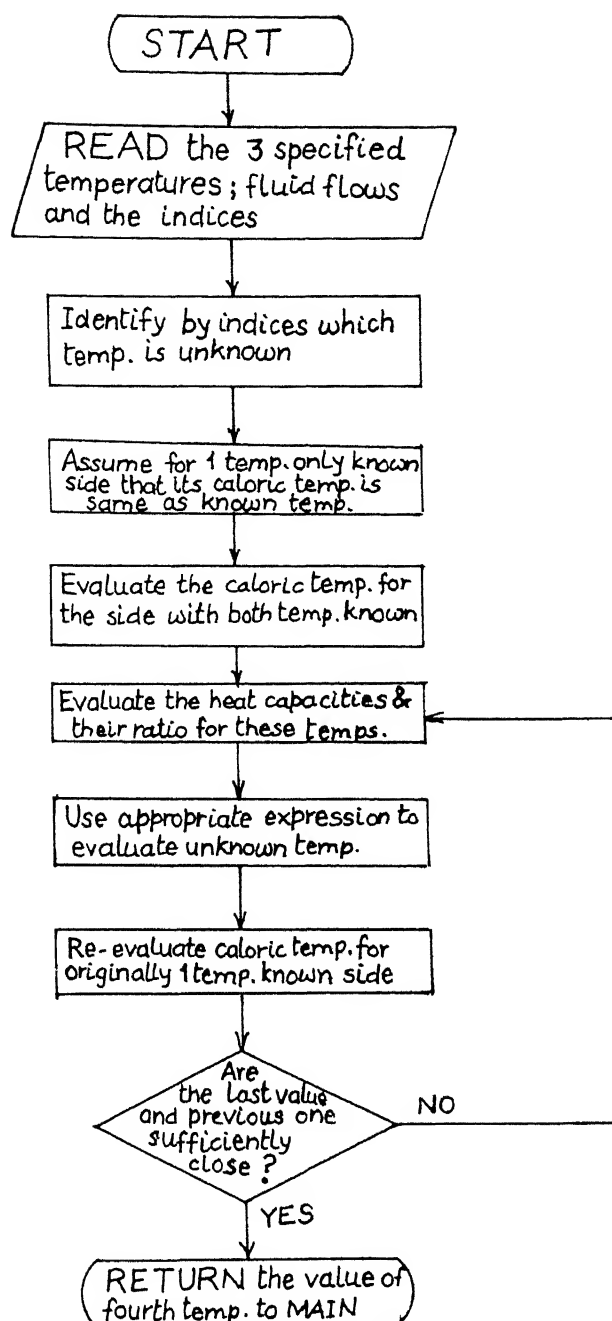 START
READ the 3 specified
temperatures; fluid flows
and the indices
Identify by indices which
temp. is unknown
Assume for 1 temp. only known
side that its caloric temp. is
same as known temp.
Evaluate the caloric temp. for
the side with both temp. known
Evaluate the heat capacities &
their ratio for these temps.
Use appropriate expression to
evaluate unknown temp.
Re-evaluate caloric temp. for
originally 1 temp. known side
Are
the last value
and previous one
sufficiently
close?
NO
YES
RETURN the value of
fourth temp. to MAIN